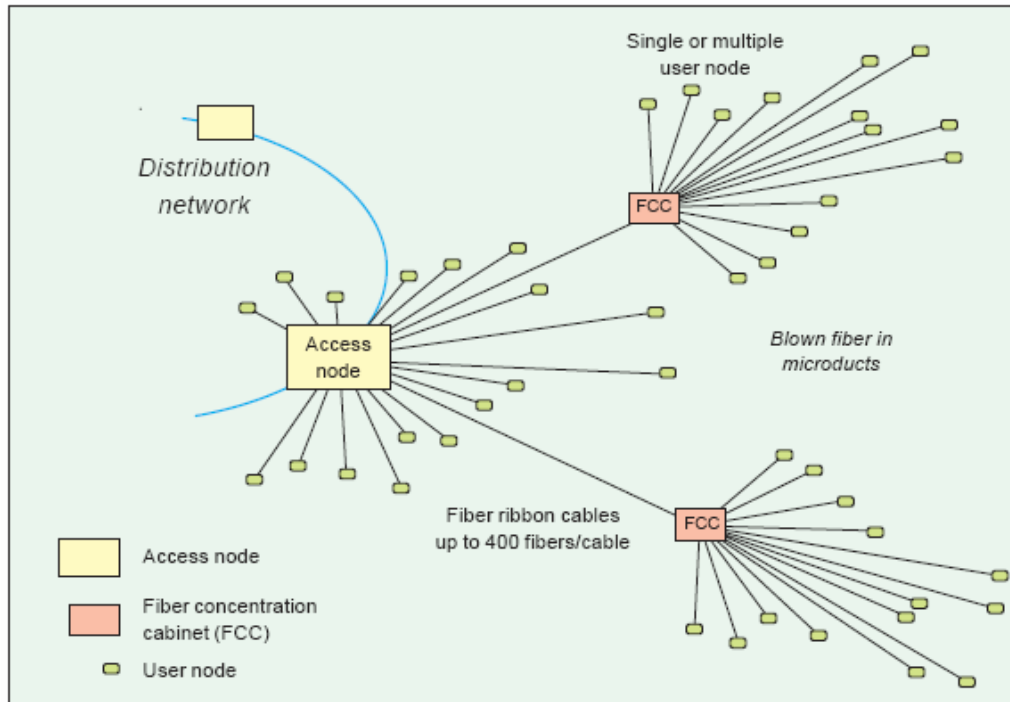 Single or multiple
user node
Distribution
network
FCC
Access
node
Blown fiber in
microducts
Fiber ribbon cables
up to 400 fibers/cable
FCC
Access node
Fiber concentration
cabinet (FCC)
User node